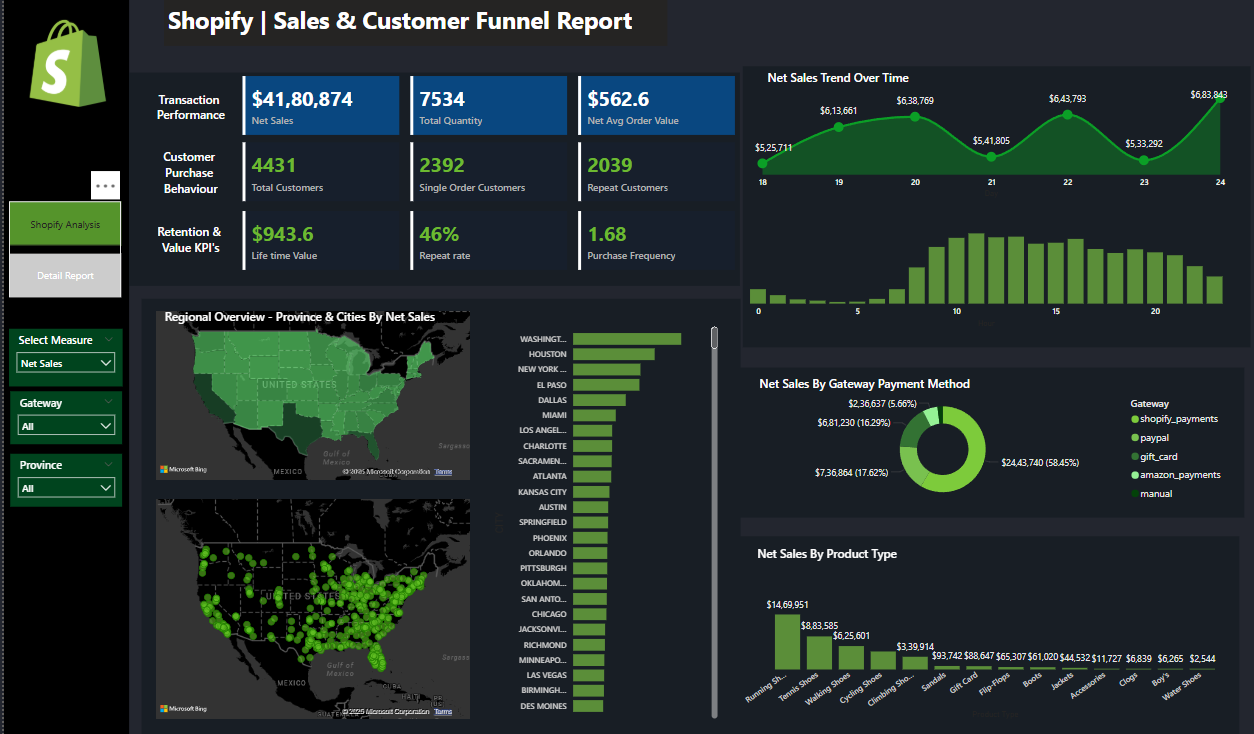 Shopify | Sales & Customer Funnel Report
S
Shopify Analysis
Detail Report
Select Measure
Net Sales
Gateway
All
Province
All
Transaction
Performance
$41,80,874
Net Sales
7534
Total Quantity
$562.6
Net Avg Order Value
Customer
Purchase
Behaviour
4431
Total Customers
2392
Single Order Customers
2039
Repeat Customers
Retention &
Value KPI's
$943.6
Life time Value
46%
Repeat rate
1.68
Purchase Frequency
Net Sales Trend Over Time
$5,25,711
$6,13,661
$6,38,769
$5,41,805
$6,43,793
$5,33,292
$6,83,843
18 19 20 21 22 23 24
0 5 10 15 20
Regional Overview - Province & Cities By Net Sales
UNITED STATES
Gulf of
Mexico
Sargasso
MEXICO
Microsoft Bing
© 2025 Microsoft Corporation Terms
UNITED STATES
Gulf of
Mexico
Sargasso
MEXICO
CUBA
HAITI
PR
US
Microsoft Bing
© 2025 Microsoft Corporation Terms
WASHINGT...
HOUSTON
NEW YORK ...
EL PASO
DALLAS
MIAMI
LOS ANGEL...
CHARLOTTE
SACRAMEN...
ATLANTA
KANSAS CITY
AUSTIN
SPRINGFIELD
PHOENIX
ORLANDO
PITTSBURGH
OKLAHOM...
SAN ANTO...
CHICAGO
JACKSONVI...
RICHMOND
MINNEAPO...
LAS VEGAS
BIRMINGH...
DES MOINES
Net Sales By Gateway Payment Method
$2,36,637 (5.66%)
$6,81,230 (16.29%)
$7,36,864 (17.62%)
$24,43,740 (58.45%)
Gateway
shopify_payments
paypal
gift_card
amazon_payments
manual
Net Sales By Product Type
$14,69,951
$8,83,585
$6,25,601
$3,39,914
$93,742
$88,647
$65,307
$61,020
$44,532
$11,727
$6,839
$6,265
$2,544
Running Sh...
Tennis Shoes
Walking Shoes
Cycling Shoes
Climbing Sho...
Sandals
Gift Card
Flip-Flops
Boots
Jackets
Accessories
Clogs
Boy's
Water Shoes